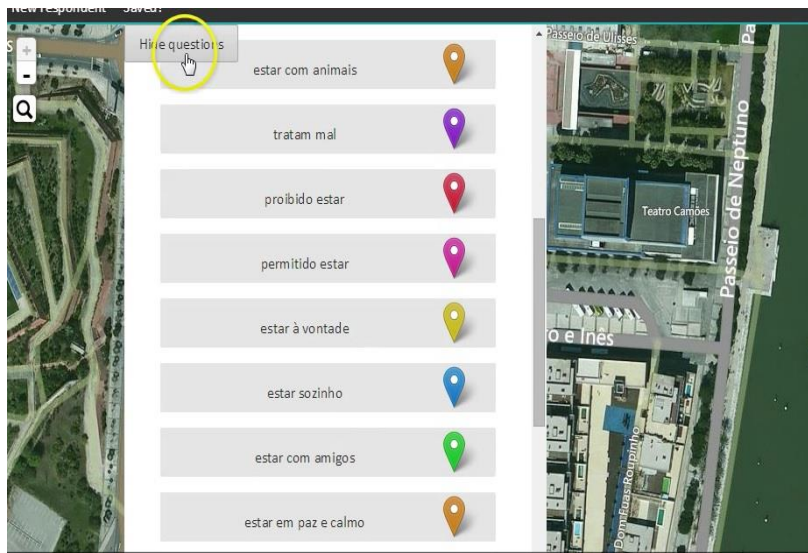 New respondent Saved!
Hide questions
estar com animais
tratam mal
proibido estar
permitido estar
estar à vontade
estar sozinho
estar com amigos
estar em paz e calmo
Passeio de Ulisses
Teatro Camões
Passeio de Neptuno
o e Inês
Dom Fuas Roupinho
Pa